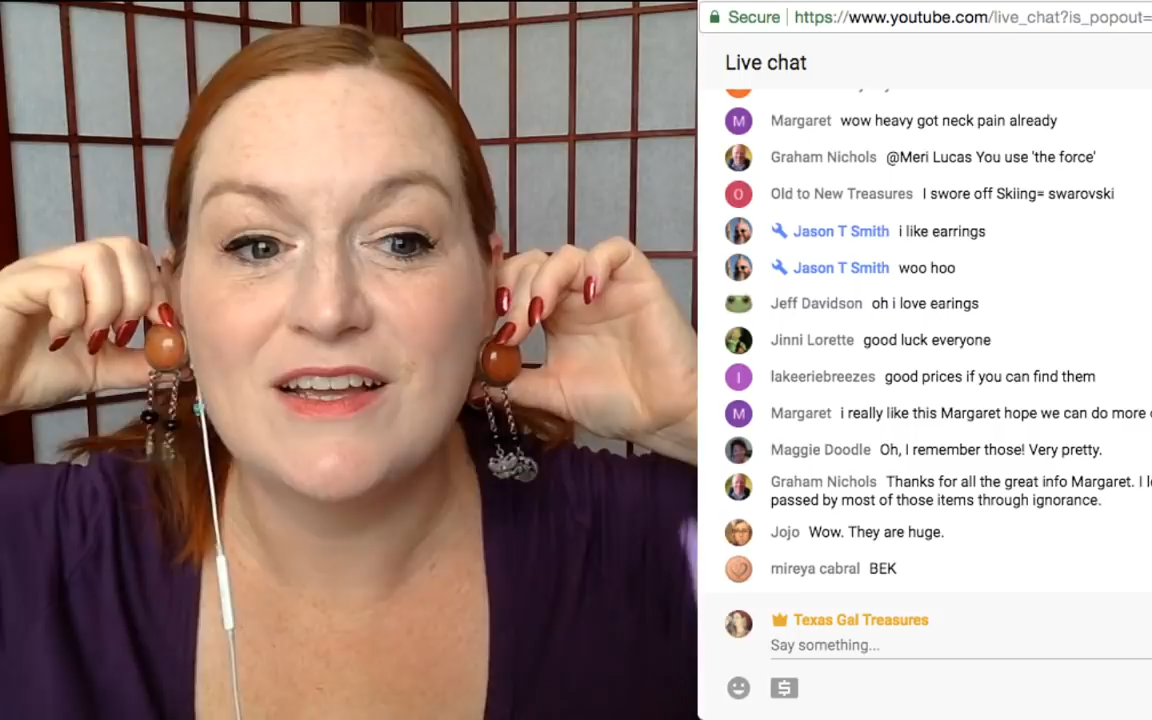 Secure https://www.youtube.com/live_chat?is_popout=
Live chat
M Margaret wow heavy got neck pain already
Graham Nichols @Meri Lucas You use 'the force'
O Old to New Treasures I swore off Skiing= swarovski
Jason T Smith i like earrings
Jason T Smith woo hoo
Jeff Davidson oh i love earings
Jinni Lorette good luck everyone
l lakeeriebreezes good prices if you can find them
M Margaret i really like this Margaret hope we can do more
Maggie Doodle Oh, I remember those! Very pretty.
Graham Nichols Thanks for all the great info Margaret. I
passed by most of those items through ignorance.
Jojo Wow. They are huge.
mireya cabral BEK
Texas Gal Treasures
Say something...
$